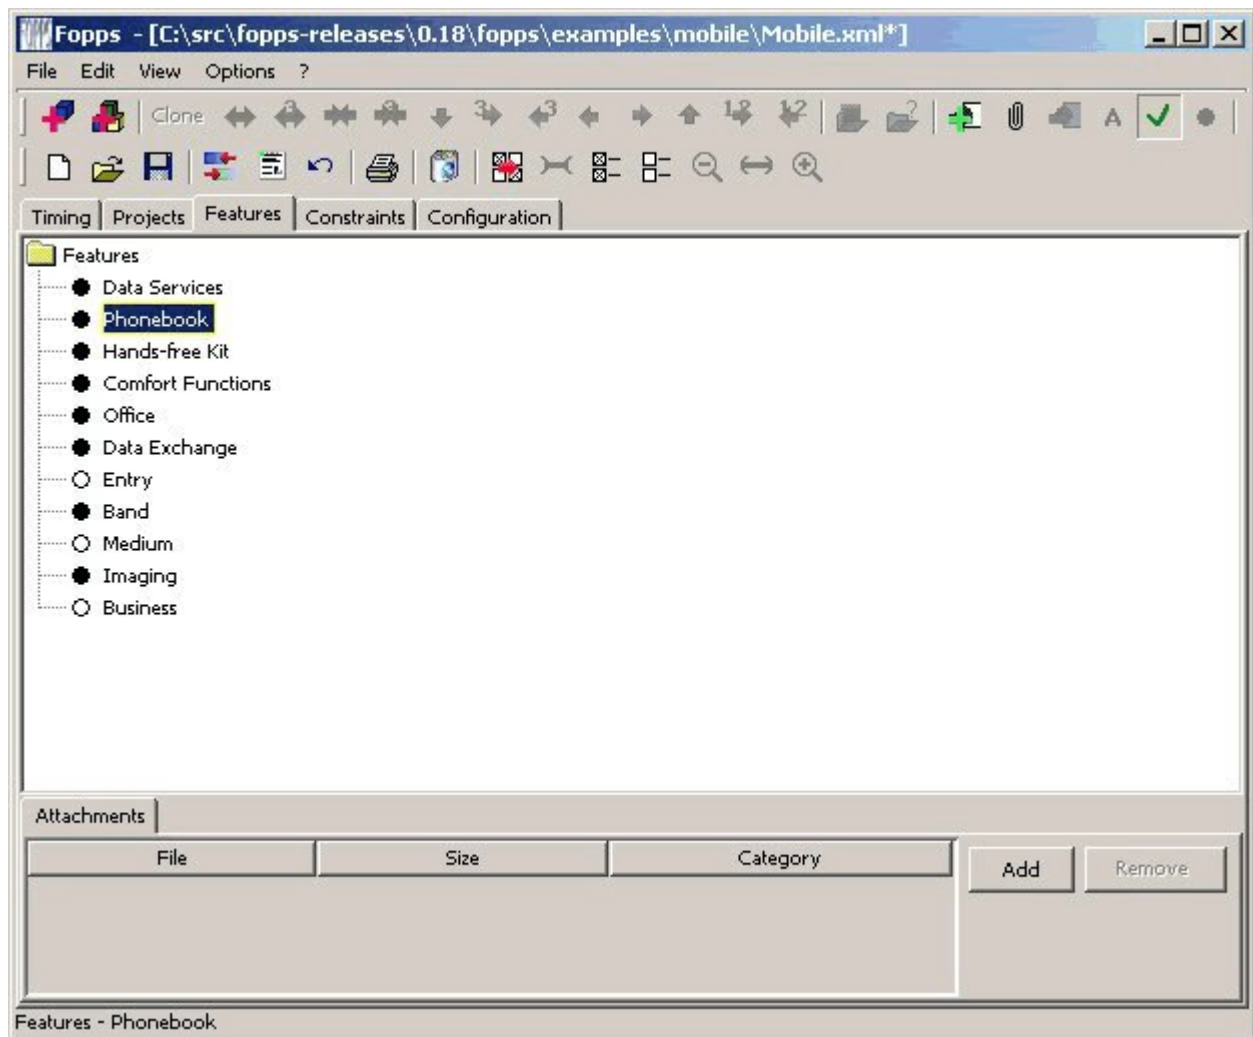 Fopps - [C:\src\fopps-releases\0.18\fopps\examples\mobile\Mobile.xml*]
File Edit View Options ?
Clone
Timing Projects Features Constraints Configuration
Features
Data Services
Phonebook
Hands-free Kit
Comfort Functions
Office
Data Exchange
Entry
Band
Medium
Imaging
Business
Attachments
File Size Category
Add Remove
Features - Phonebook